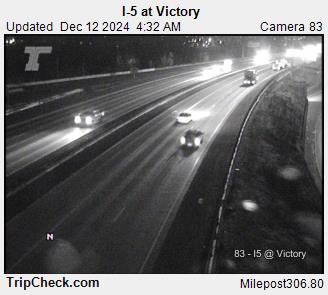 I-5 at Victory
Updated Dec 12 2024 4:32 AM Camera 83
T
N
83 - I5 @ Victory
TripCheck.com Milepost306.80